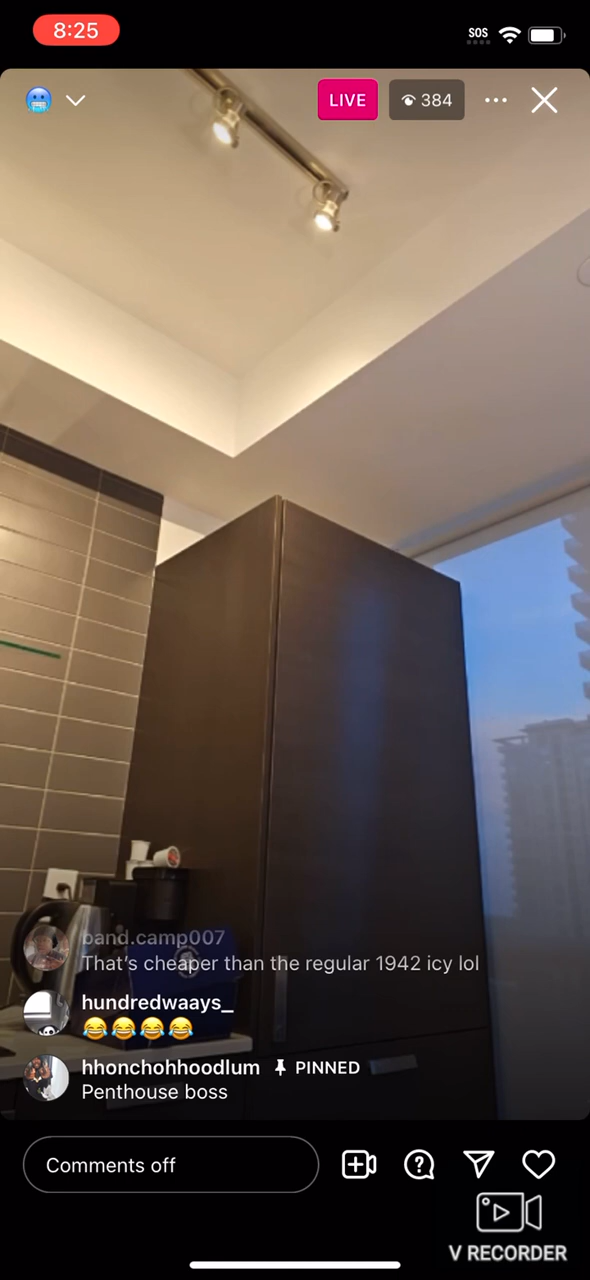 8:25
SOS
LIVE
384
band.camp007
That's cheaper than the regular 1942 icy lol
hundredwaays_
😂😂😂😂
hhonchohhoodlum PINNED
Penthouse boss
Comments off
V RECORDER